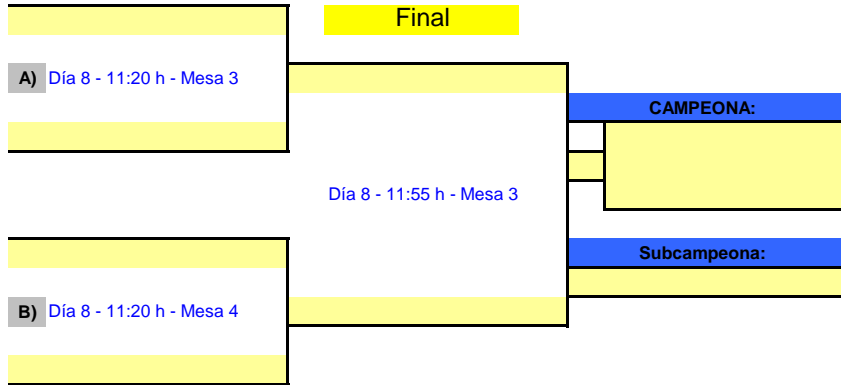 Final
A) Día 8 - 11:20 h - Mesa 3
CAMPEONA:
Día 8 - 11:55 h - Mesa 3
Subcampeona:
B) Día 8 - 11:20 h - Mesa 4